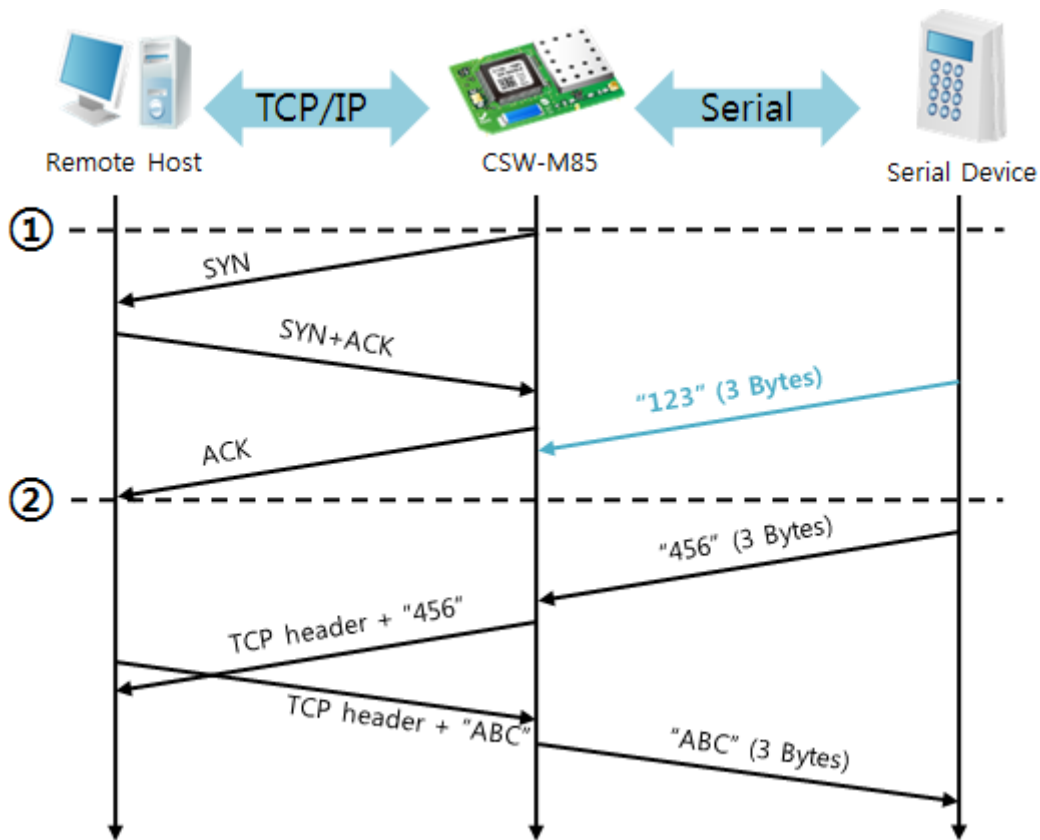 TCP/IP
Serial
Remote Host
CSW-M85
Serial Device
①
SYN
SYN+ACK
“123” (3 Bytes)
ACK
②
“456” (3 Bytes)
TCP header + “456”
TCP header + “ABC”
“ABC” (3 Bytes)